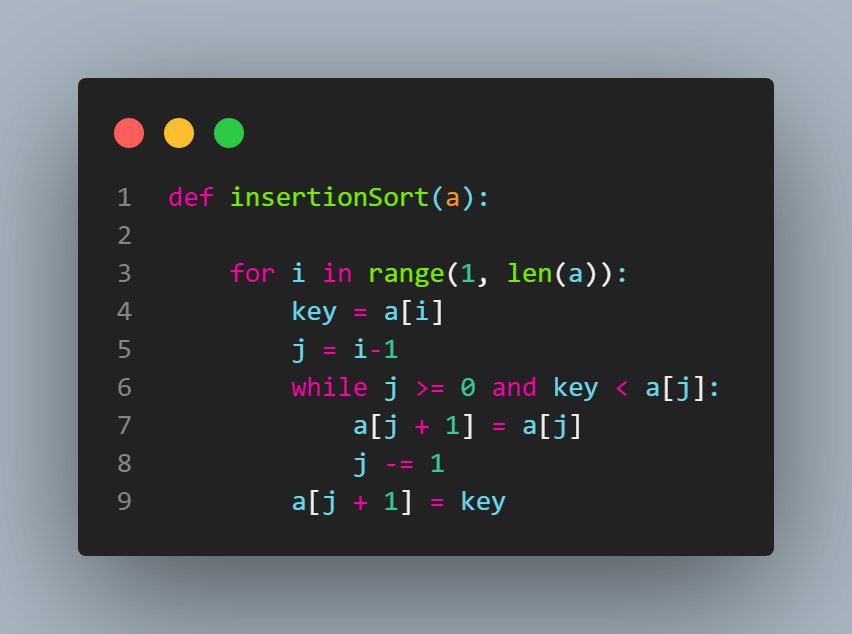 1 def insertionSort(a):
2
3     for i in range(1, len(a)):
4         key = a[i]
5         j = i-1
6         while j >= 0 and key < a[j]:
7             a[j + 1] = a[j]
8             j -= 1
9         a[j + 1] = key